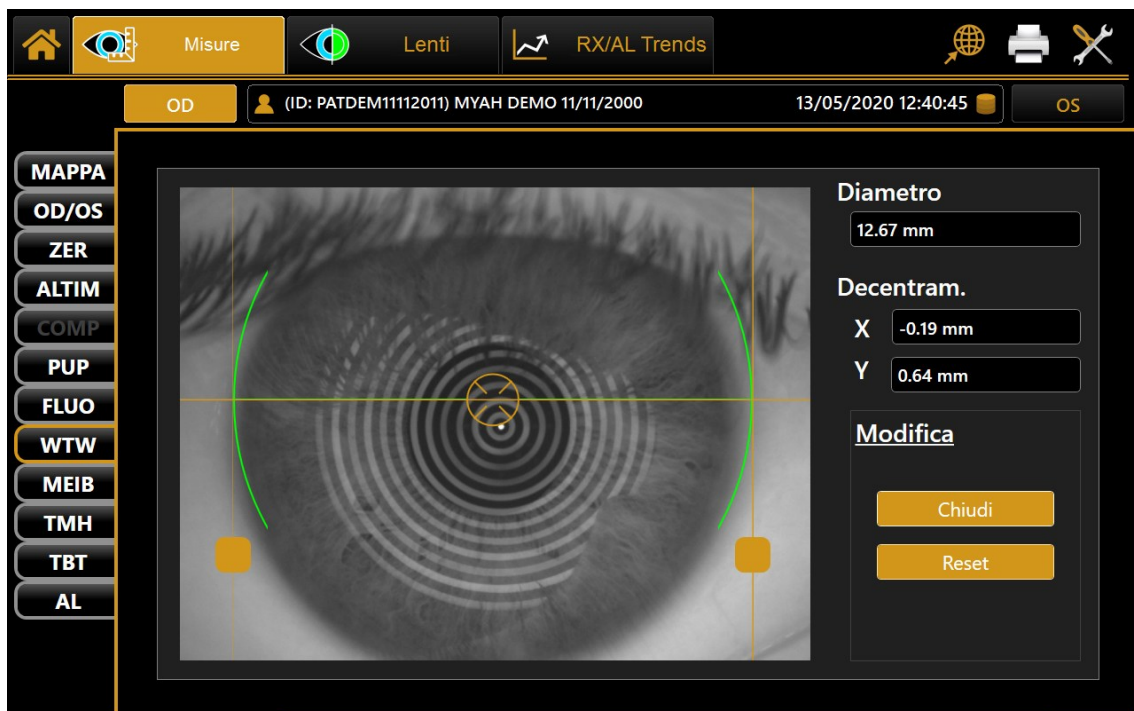 Misure
Lenti
RX/AL Trends
OD
(ID: PATDEM11112011) MYAH DEMO 11/11/2000
13/05/2020 12:40:45
OS
MAPPA
OD/OS
ZER
ALTIM
COMP
PUP
FLUO
WTW
MEIB
TMH
TBT
AL
Diametro
12.67 mm
Decentram.
X -0.19 mm
Y 0.64 mm
Modifica
Chiudi
Reset